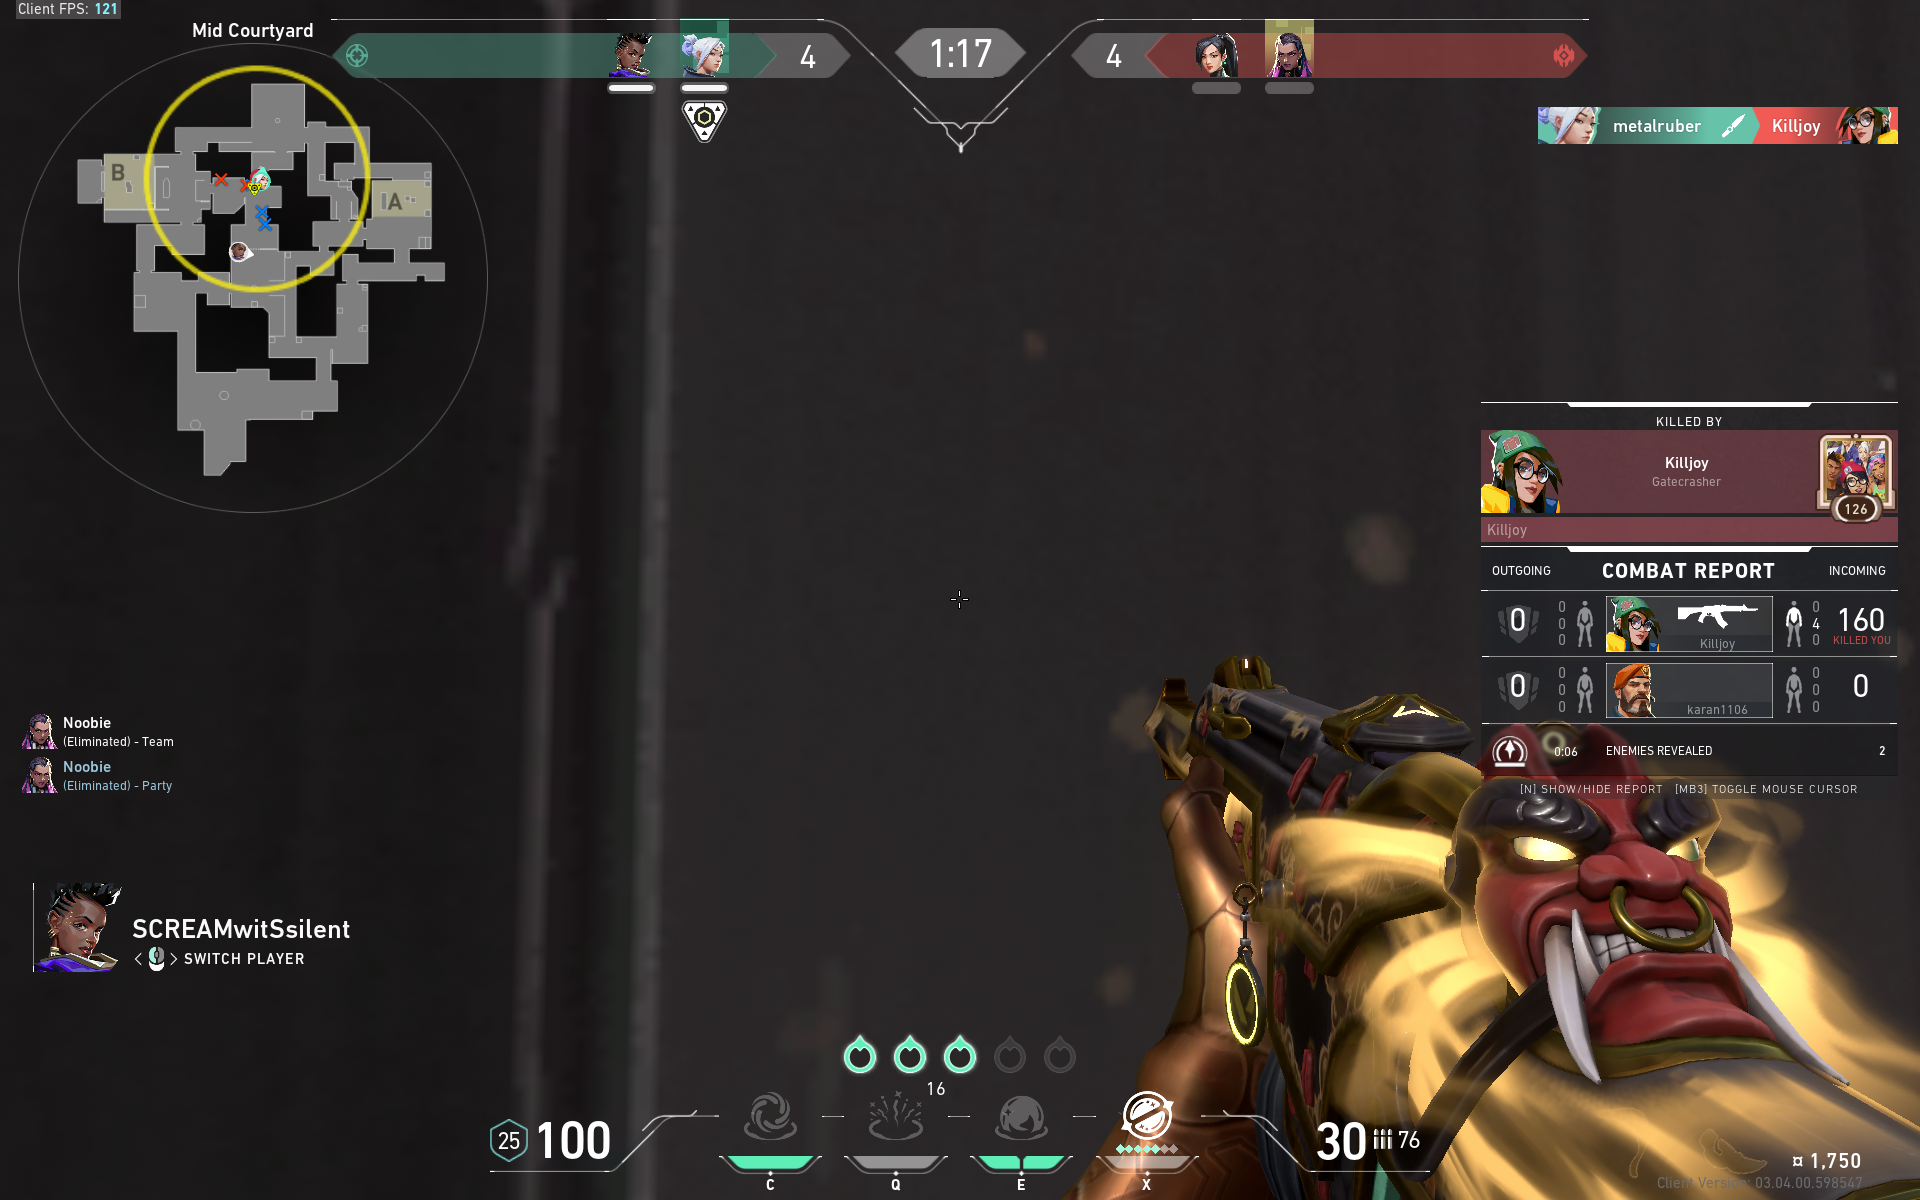 Client FPS: 121
Mid Courtyard
4
1:17
4
metalruber
Killjoy
B
A
KILLED BY
Killjoy
Gatecrasher
126
Killjoy
OUTGOING
COMBAT REPORT
INCOMING
0
0
0
0
Killjoy
0
4
0
160
KILLED YOU
0
0
0
0
karan1106
0
0
0
0
0:06
ENEMIES REVEALED
2
[N] SHOW/HIDE REPORT [MB3] TOGGLE MOUSE CURSOR
Noobie
(Eliminated) - Team
Noobie
(Eliminated) - Party
SCREAMwitSsilent
< > SWITCH PLAYER
16
25
100
C
Q
E
X
30
76
¤ 1,750
Client Version: 03.04.00.598547